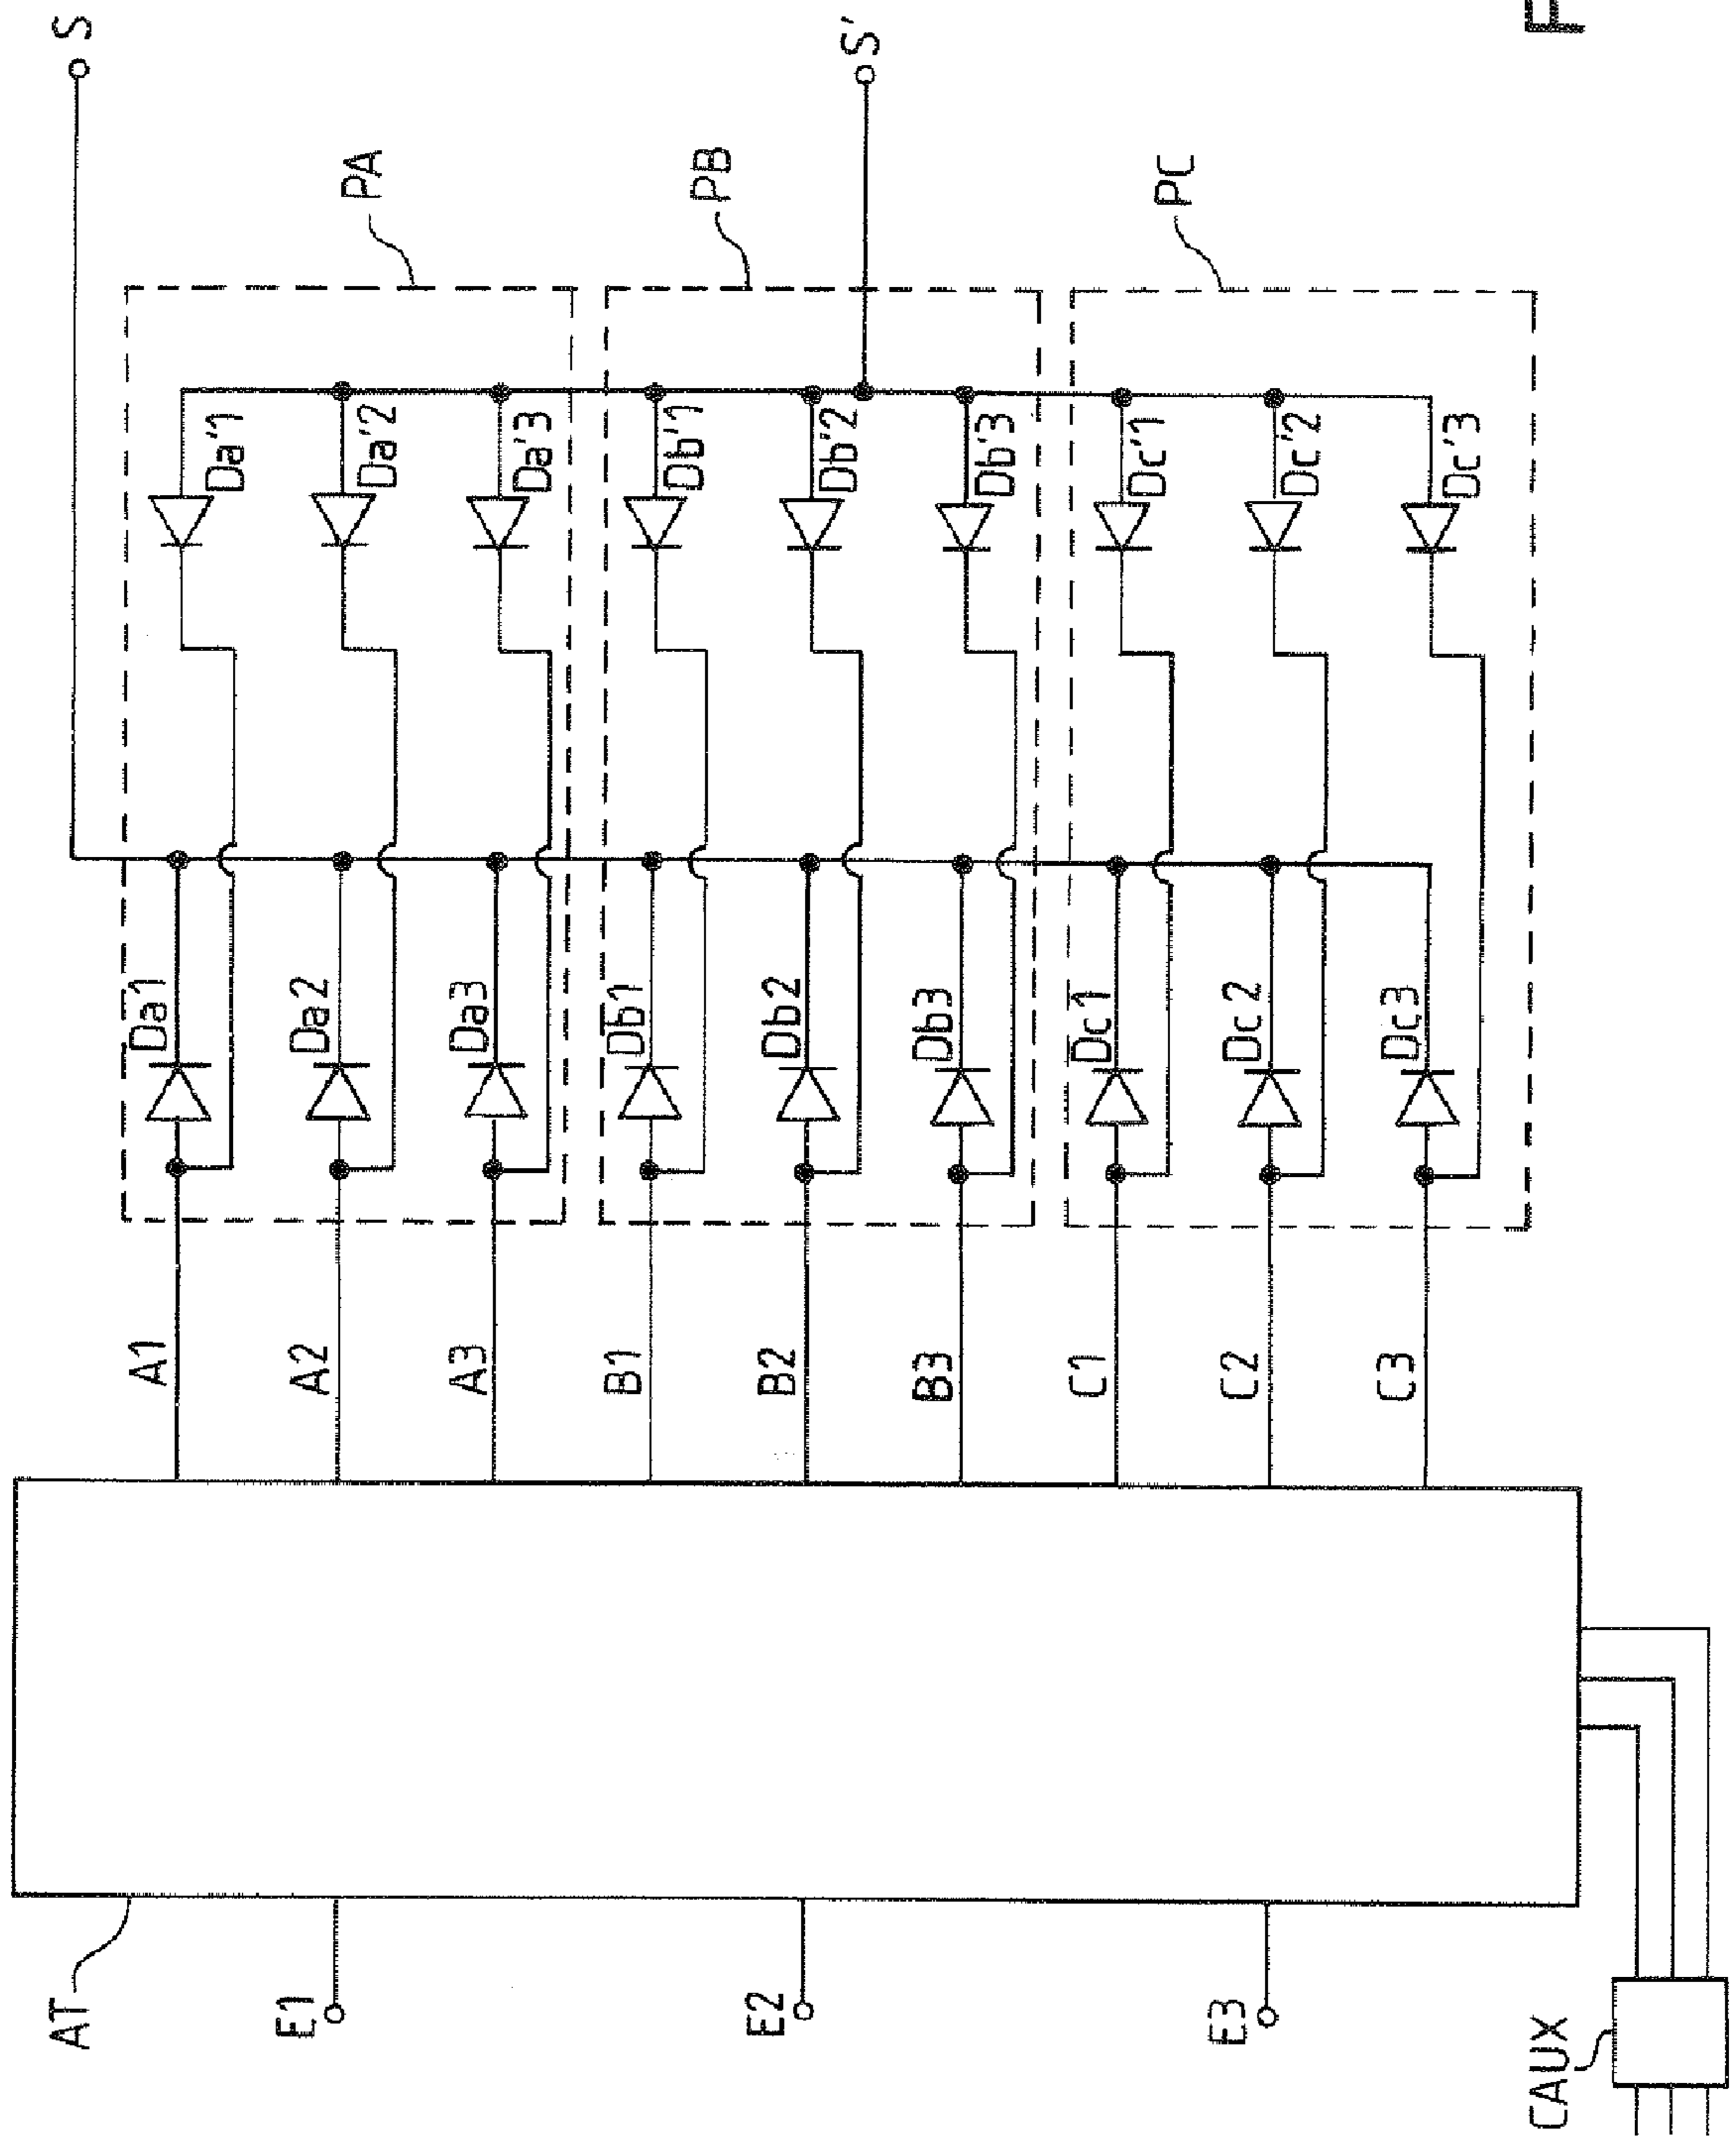 S
S'
PA
PB
PC
Da'1
Da'2
Da'3
Db'1
Db'2
Db'3
Dc'1
Dc'2
Dc'3
Da1
Da2
Da3
Db1
Db2
Db3
Dc1
Dc2
Dc3
A1
A2
A3
B1
B2
B3
C1
C2
C3
AT
E1
E2
E3
CAUX